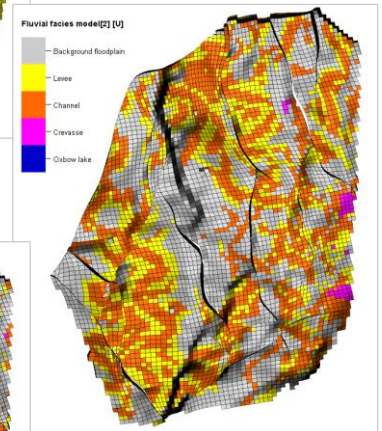 Fluvial facies model[2] [U]
Background floodplain
Levee
Channel
Crevasse
Oxbow lake